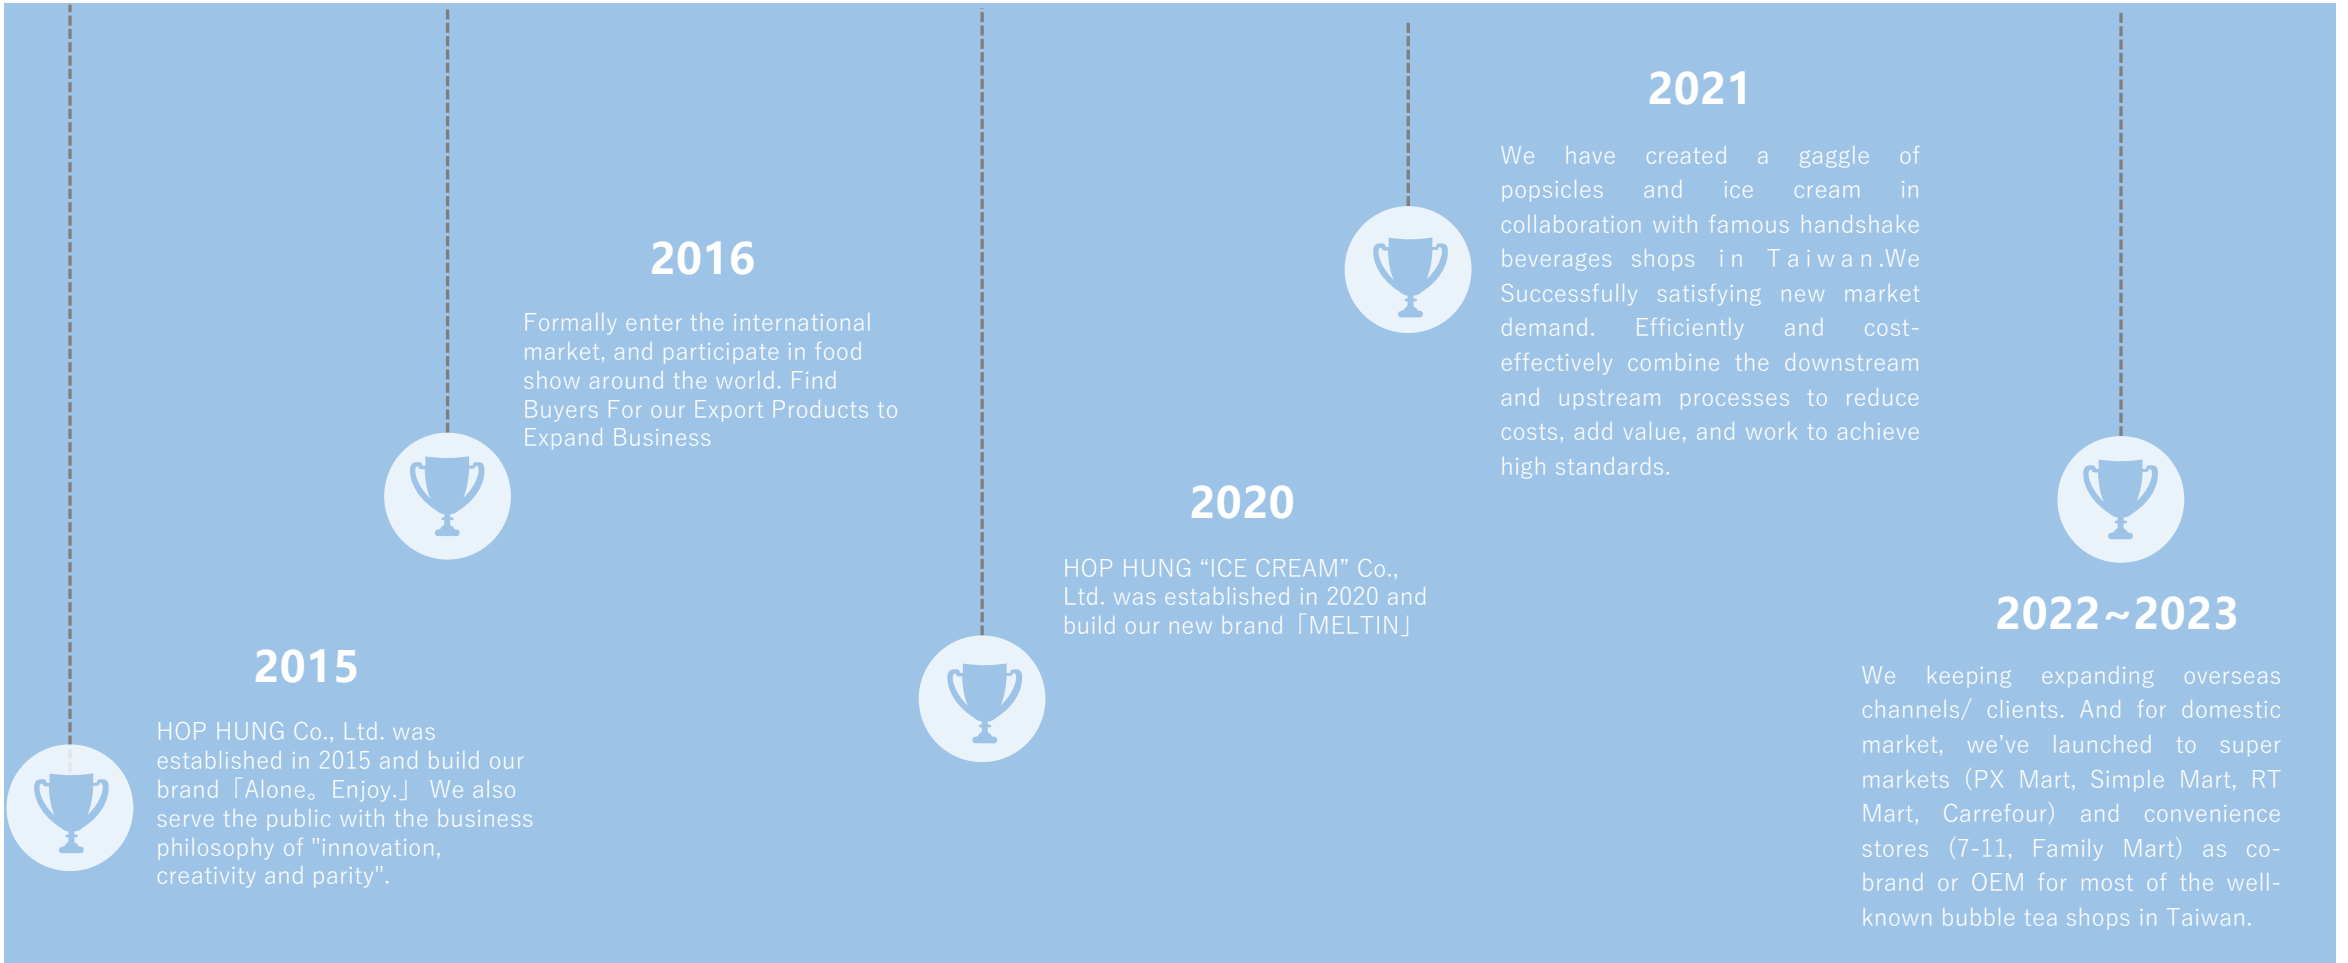 2015
HOP HUNG Co., Ltd. was
established in 2015 and build our
brand「Alone。Enjoy.」 We also
serve the public with the business
philosophy of "innovation,
creativity and parity".
2016
Formally enter the international
market, and participate in food
show around the world. Find
Buyers For our Export Products to
Expand Business
2020
HOP HUNG “ICE CREAM” Co.,
Ltd. was established in 2020 and
build our new brand「MELTIN」
2021
We have created a gaggle of
popsicles and ice cream in
collaboration with famous handshake
beverages shops in Taiwan.We
Successfully satisfying new market
demand. Efficiently and cost-
effectively combine the downstream
and upstream processes to reduce
costs, add value, and work to achieve
high standards.
2022~2023
We keeping expanding overseas
channels/ clients. And for domestic
market, we’ve launched to super
markets (PX Mart, Simple Mart, RT
Mart, Carrefour) and convenience
stores (7-11, Family Mart) as co-
brand or OEM for most of the well-
known bubble tea shops in Taiwan.